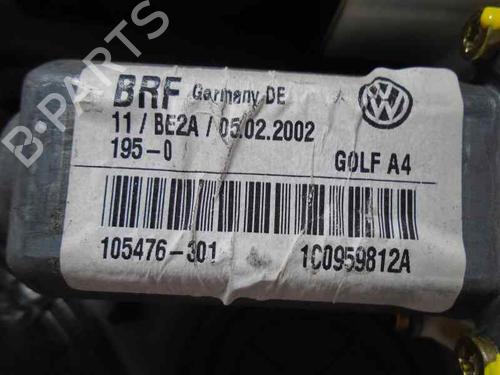 BRF Germany DE
11 / BE2A / 05.02.2002
195-0 GOLF A4
105476-301 1C0959812A
B-PARTS